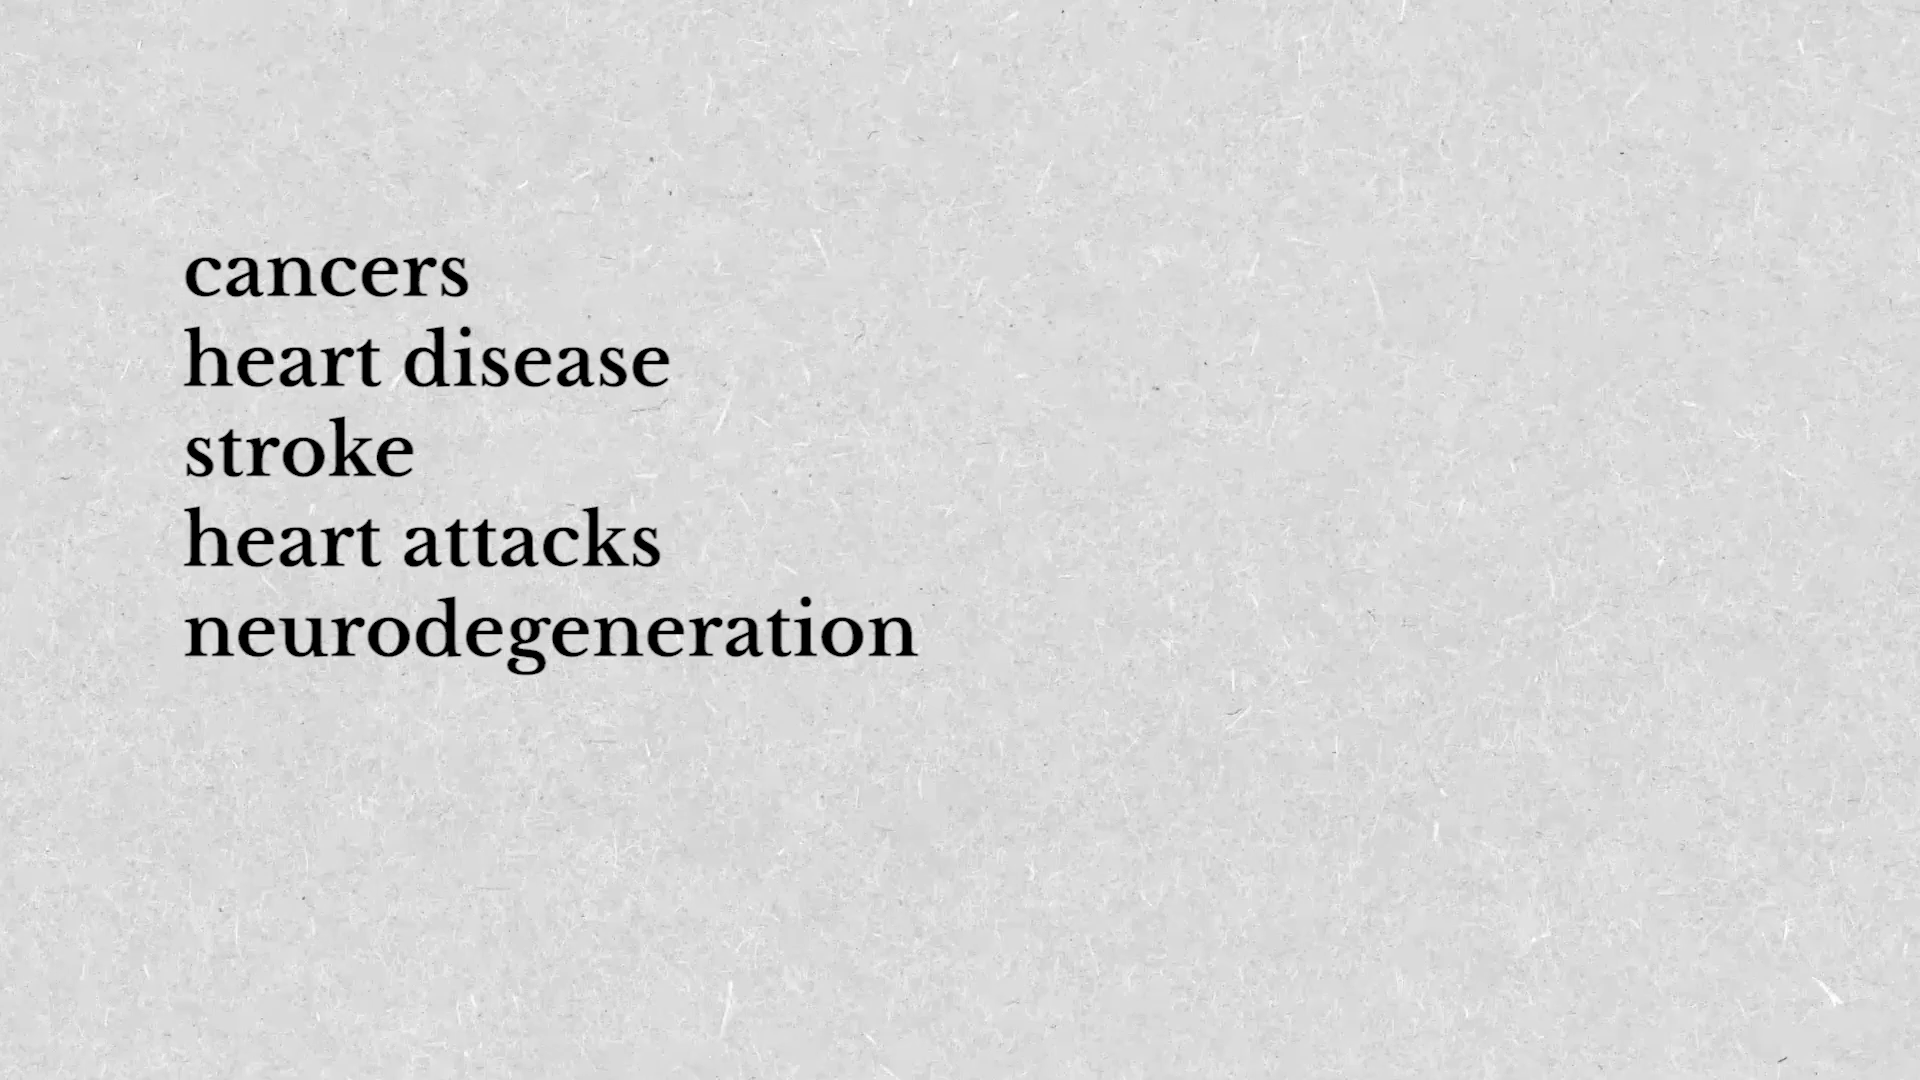 cancers
heart disease
stroke
heart attacks
neurodegeneration